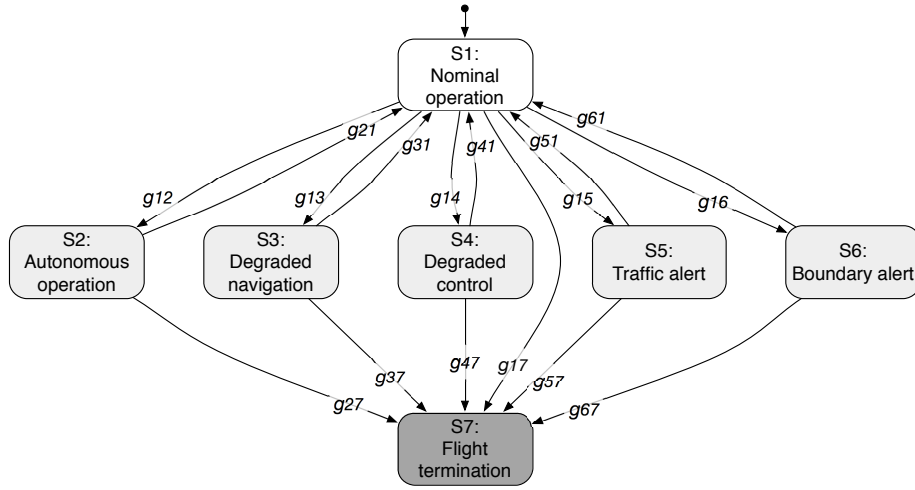 S1:
Nominal
operation
g61
g21
g41
g51
g31
g12
g13
g14
g15
g16
S2:
Autonomous
operation
S3:
Degraded
navigation
S4:
Degraded
control
S5:
Traffic alert
S6:
Boundary alert
g47
g17
g37
g57
g27
g67
S7:
Flight
termination